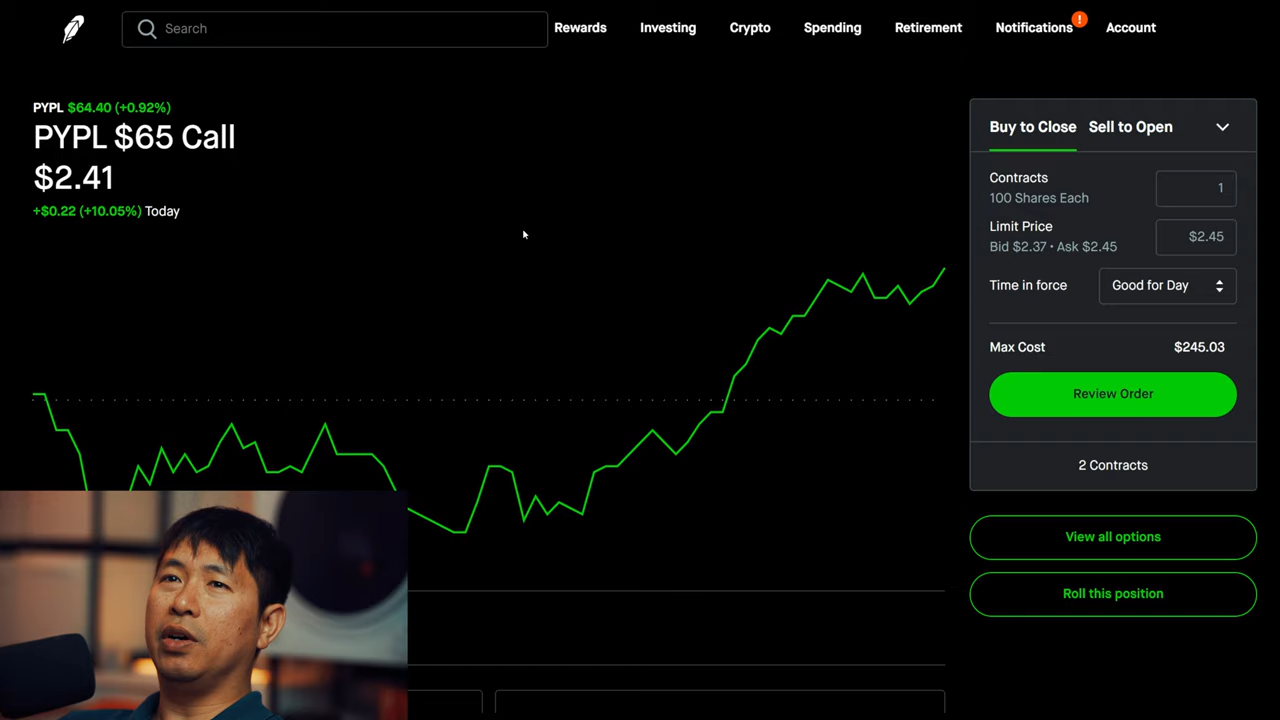 Search
Rewards
Investing
Crypto
Spending
Retirement
Notifications
!
Account
PYPL $64.40 (+0.92%)
PYPL $65 Call
$2.41
+$0.22 (+10.05%) Today
Buy to Close
Sell to Open
Contracts
100 Shares Each
1
Limit Price
Bid $2.37 • Ask $2.45
$2.45
Time in force
Good for Day
Max Cost
$245.03
Review Order
2 Contracts
View all options
Roll this position